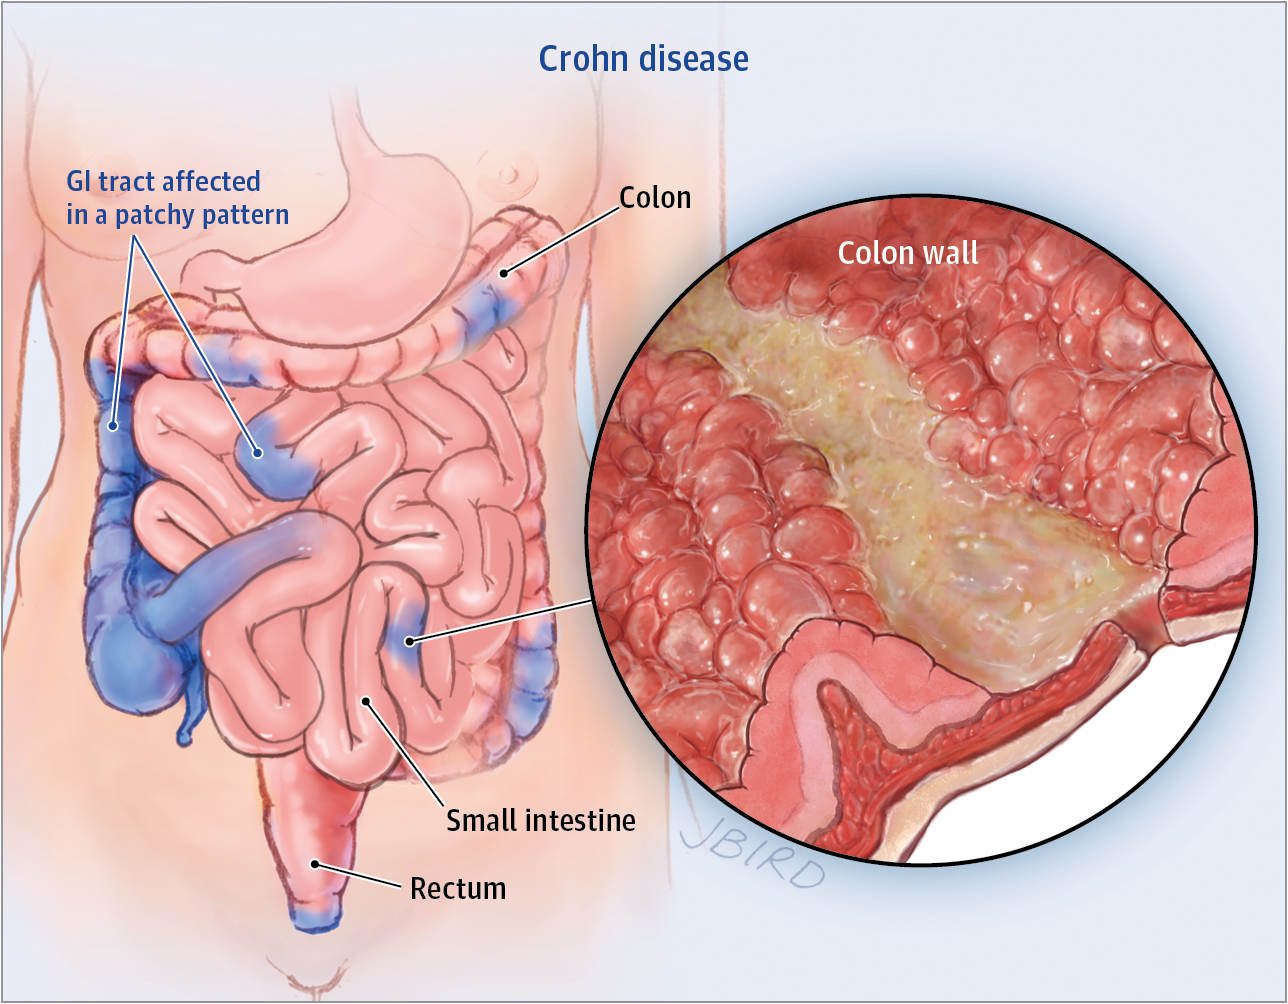 Crohn disease
GI tract affected
in a patchy pattern
Colon
Colon wall
Small intestine
Rectum
JBIRD